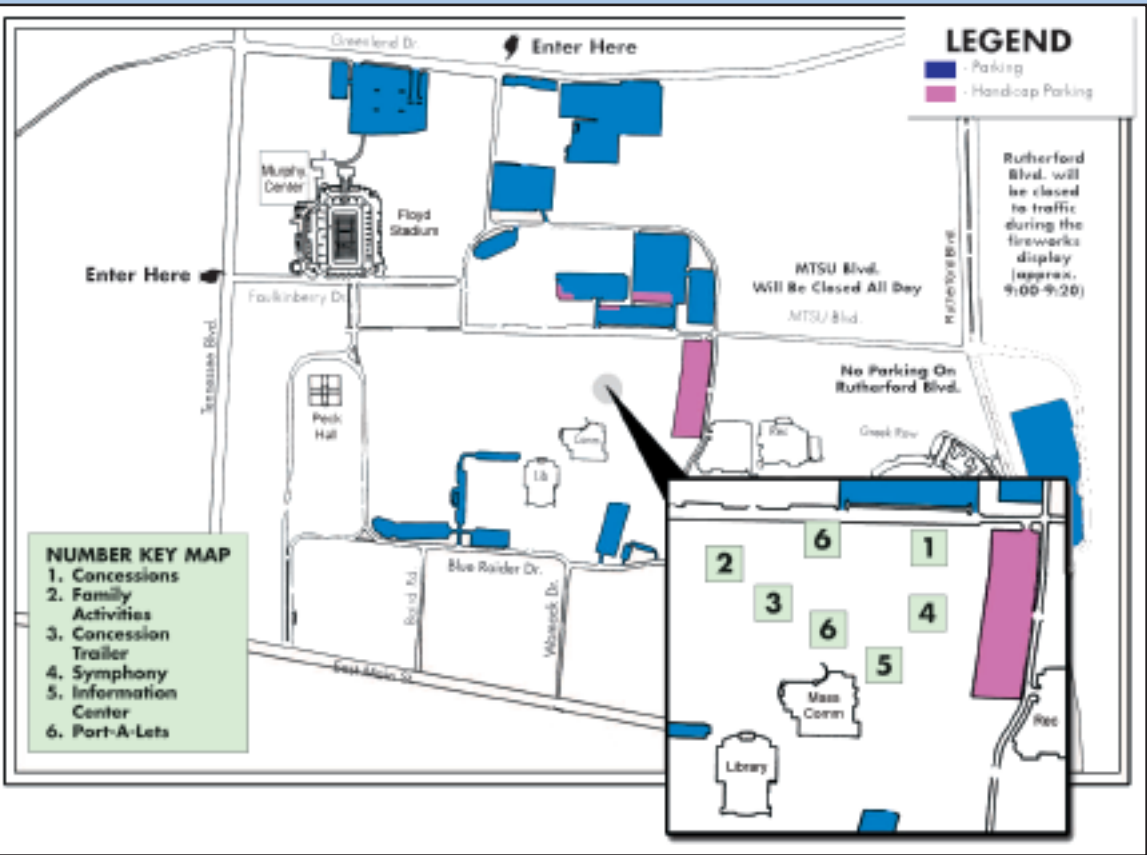 Greenland Dr.
Enter Here
LEGEND
- Parking
- Handicap Parking
Murphy
Center
Floyd
Stadium
Rutherford
Blvd. will
be closed
to traffic
during the
fireworks
display
(approx.
9:00-9:20)
Enter Here
Faulkinberry Dr.
MTSU Blvd.
Will Be Closed All Day
MTSU Blvd.
Rutherford Blvd.
Tennessee Blvd.
No Parking On
Rutherford Blvd.
Peck
Hall
Comm
Rec
Greek Row
Lib
Blue Raider Dr.
Baird Rd.
Womack Dr.
East Main St.
NUMBER KEY MAP
1. Concessions
2. Family
Activities
3. Concession
Trailer
4. Symphony
5. Information
Center
6. Port-A-Lets
6
1
2
3
4
6
5
Mass
Comm
Rec
Library